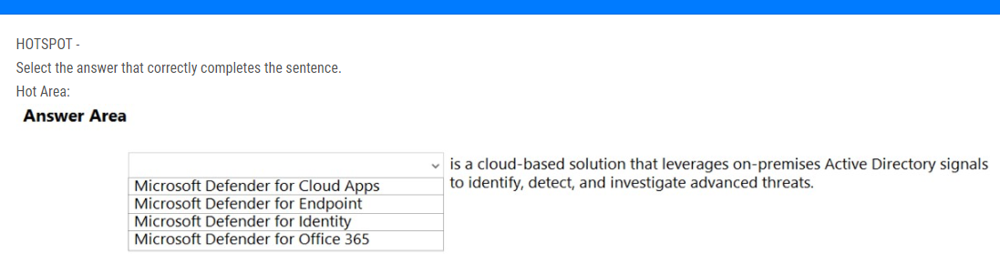 HOTSPOT -
Select the answer that correctly completes the sentence.
Hot Area:
Answer Area
is a cloud-based solution that leverages on-premises Active Directory signals
to identify, detect, and investigate advanced threats.
Microsoft Defender for Cloud Apps
Microsoft Defender for Endpoint
Microsoft Defender for Identity
Microsoft Defender for Office 365